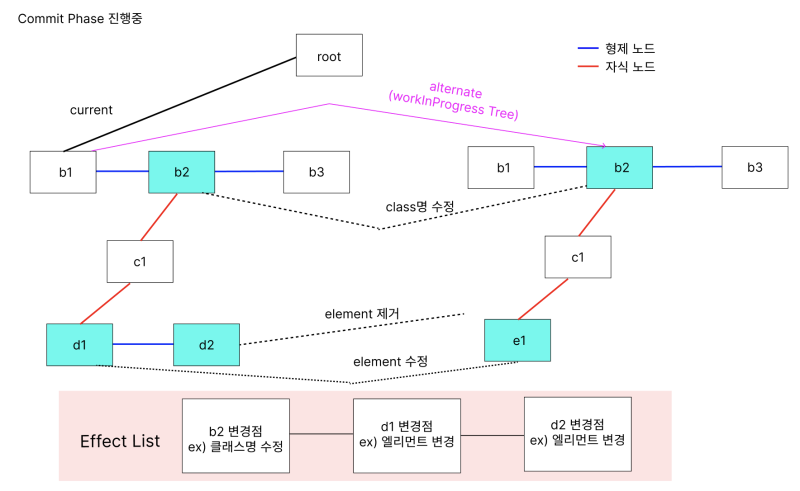 Commit Phase 진행중
root
형제 노드
자식 노드
current
alternate
(workInProgress Tree)
b1
b2
b3
b1
b2
b3
class명 수정
c1
c1
element 제거
d1
d2
e1
element 수정
Effect List
b2 변경점
ex) 클래스명 수정
d1 변경점
ex) 엘리먼트 변경
d2 변경점
ex) 엘리먼트 변경